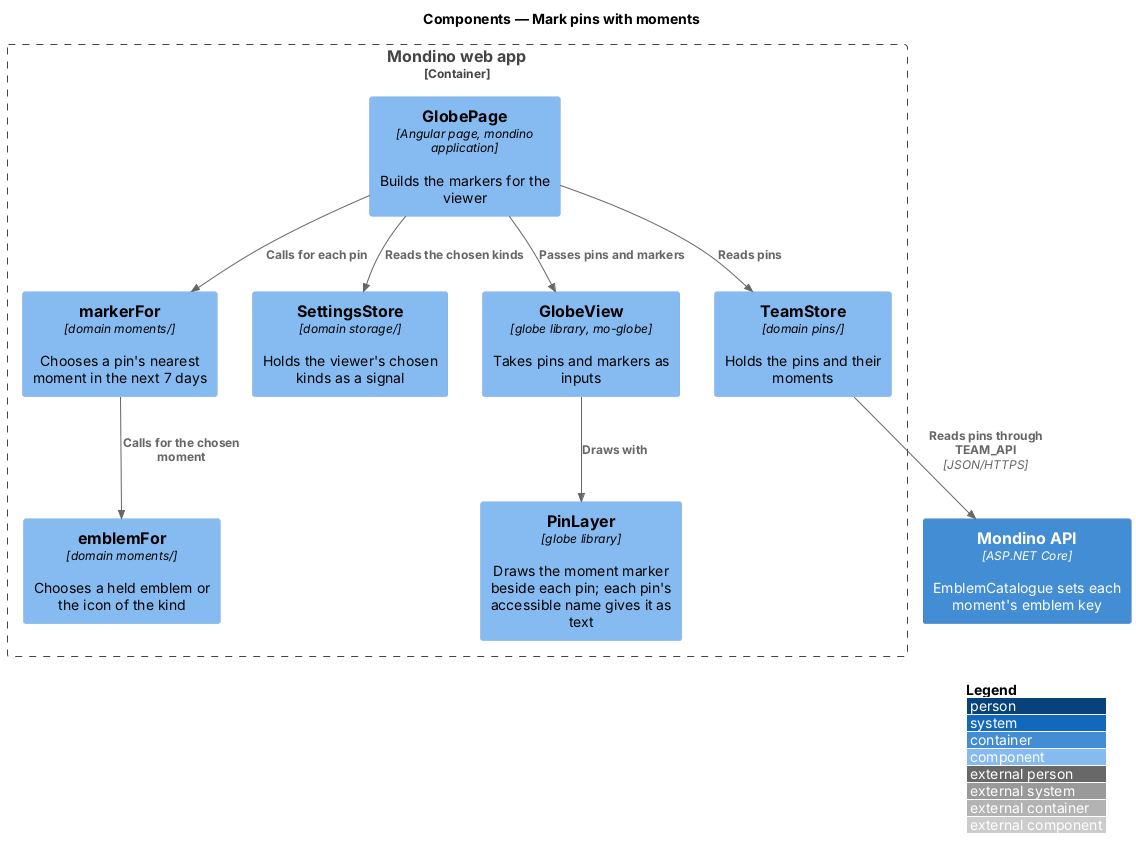 Components — Mark pins with moments
Mondino web app
[Container]
GlobePage
[Angular page, mondino
application]
Builds the markers for the
viewer
Calls for each pin
Reads the chosen kinds
Passes pins and markers
Reads pins
markerFor
[domain moments/]
Chooses a pin's nearest
moment in the next 7 days
SettingsStore
[domain storage/]
Holds the viewer's chosen
kinds as a signal
GlobeView
[globe library, mo-globe]
Takes pins and markers as
inputs
TeamStore
[domain pins/]
Holds the pins and their
moments
Calls for the chosen
moment
Draws with
Reads pins through
TEAM_API
[JSON/HTTPS]
emblemFor
[domain moments/]
Chooses a held emblem or
the icon of the kind
PinLayer
[globe library]
Draws the moment marker
beside each pin; each pin's
accessible name gives it as
text
Mondino API
[ASP.NET Core]
EmblemCatalogue sets each
moment's emblem key
Legend
person
system
container
component
external person
external system
external container
external component